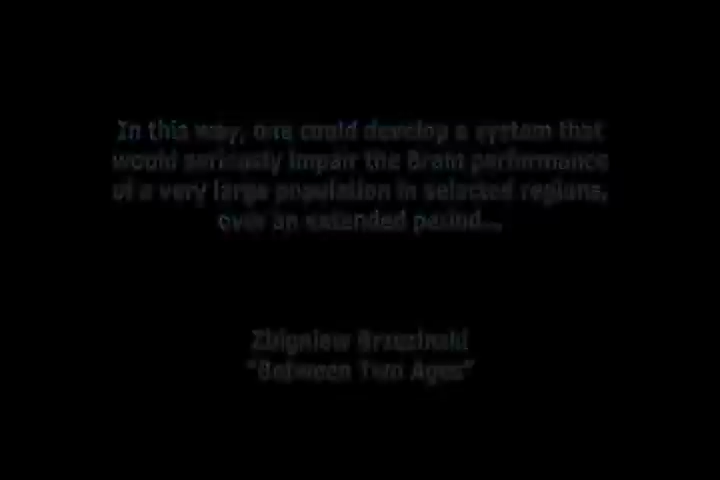 In this way, one could develop a system that
would seriously impair the Brain performance
of a very large population in selected regions,
over an extended period...
Zbigniew Brzezinski
"Between Two Ages"